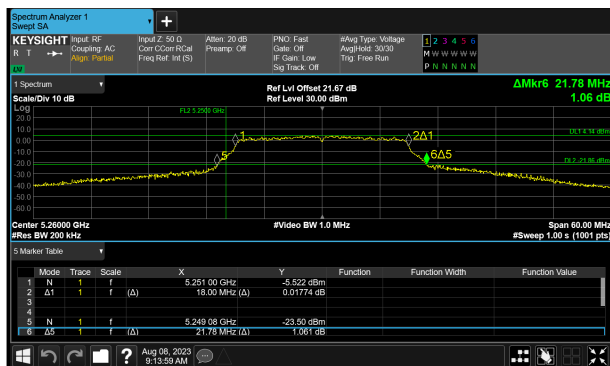 Spectrum Analyzer 1
Swept SA
KEYSIGHT Input: RF Input Z: 50 Ω Atten: 20 dB PNO: Fast #Avg Type: Voltage 1 2 3 4 5 6
R T Coupling: AC Corr CCorr RCal Preamp: Off Gate: Off Avg|Hold: 30/30 M W W W W W
Align: Partial Freq Ref: Int (S) IF Gain: Low Trig: Free Run P N N N N N
Sig Track: Off
1 Spectrum
Ref Lvl Offset 21.67 dB ΔMkr6 21.78 MHz
Scale/Div 10 dB Ref Level 30.00 dBm 1.06 dB
Log
20.0 FL2 5.2500 GHz
10.0 1 2Δ1 DL1 4.14 dBm
0.00
-10.0 5 6Δ5
-20.0 DL2 -21.86 dBm
-30.0
-40.0
-50.0
-60.0
Center 5.26000 GHz #Video BW 1.0 MHz Span 60.00 MHz
#Res BW 200 kHz #Sweep 1.00 s (1001 pts)
5 Marker Table
Mode Trace Scale X Y Function Function Width Function Value
1 N 1 f 5.251 00 GHz -5.522 dBm
2 Δ1 1 f (Δ) 18.00 MHz (Δ) 0.01774 dB
3
4
5 N 1 f 5.249 08 GHz -23.50 dBm
6 Δ5 1 f (Δ) 21.78 MHz (Δ) 1.061 dB
? Aug 08, 2023
9:13:59 AM